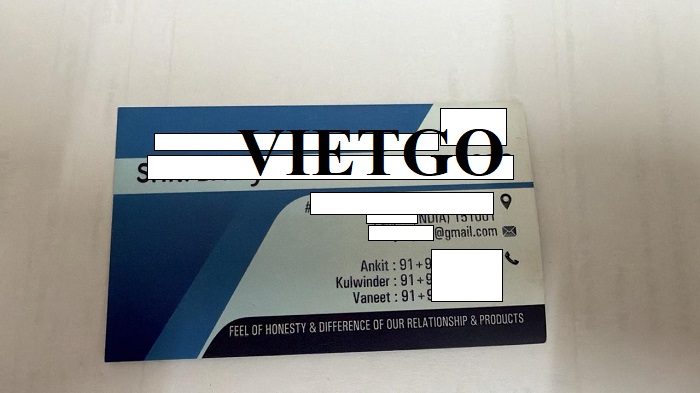 VIETGO
#
NDIA) 151001
@gmail.com
Ankit : 91+9
Kulwinder : 91+9
Vaneet : 91+9
FEEL OF HONESTY & DIFFERENCE OF OUR RELATIONSHIP & PRODUCTS